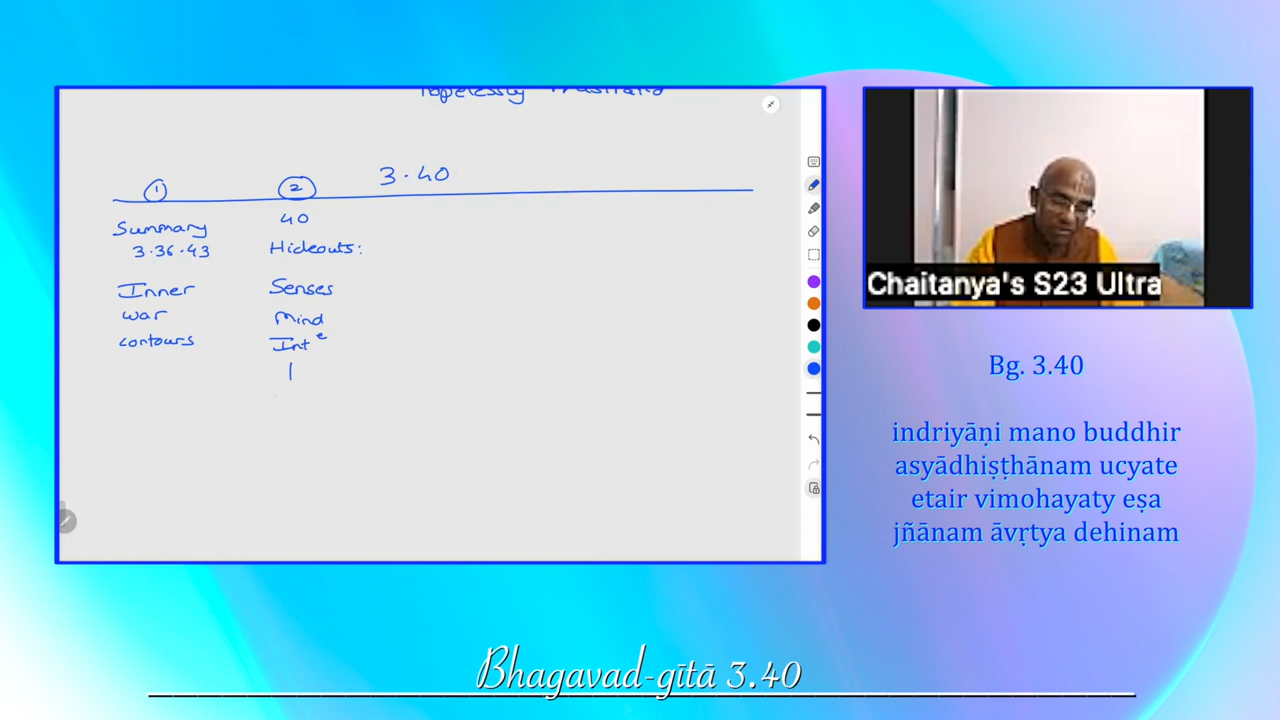 3.40
① ②
Summary 40
3.36.43 Hideouts:
Inner Senses
war Mind
contours Int e
|
Chaitanya's S23 Ultra
Bg. 3.40
indriyāṇi mano buddhir
asyādhiṣṭhānam ucyate
etair vimohayaty eṣa
jñānam āvṛtya dehinam
Bhagavad-gītā 3.40